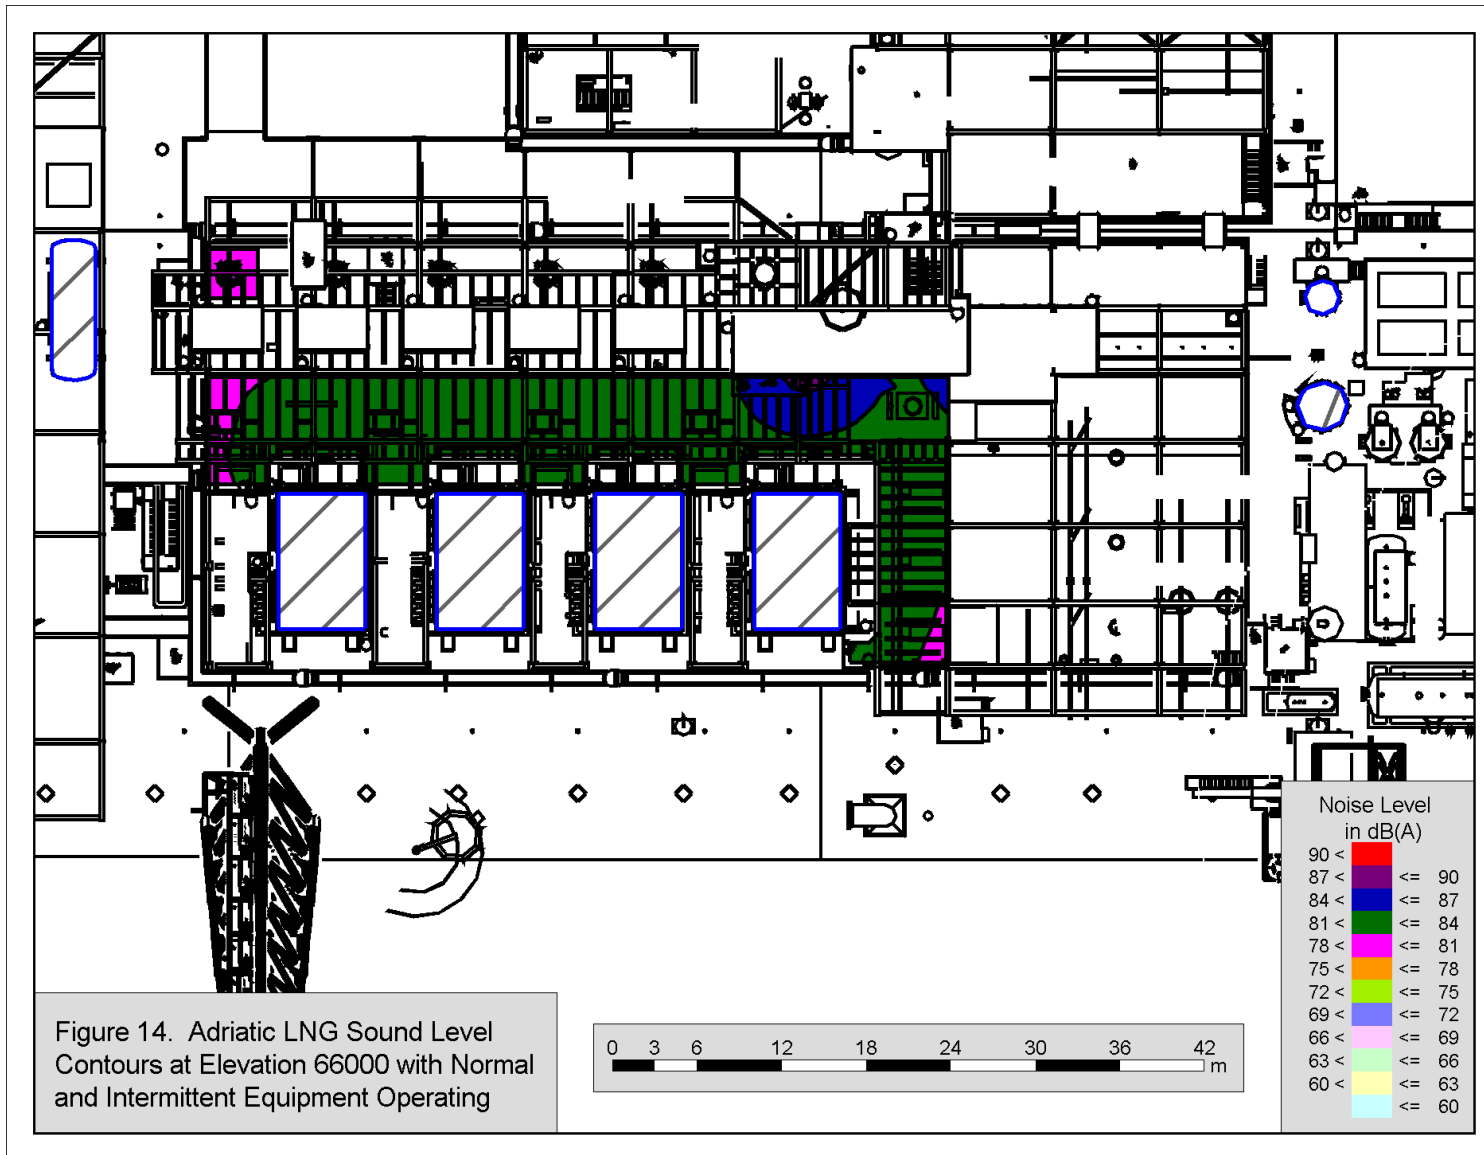 Noise Level
in dB(A)
90 <
87 < <= 90
84 < <= 87
81 < <= 84
78 < <= 81
75 < <= 78
72 < <= 75
69 < <= 72
66 < <= 69
63 < <= 66
60 < <= 63
<= 60
Figure 14. Adriatic LNG Sound Level
Contours at Elevation 66000 with Normal
and Intermittent Equipment Operating
0 3 6 12 18 24 30 36 42
m